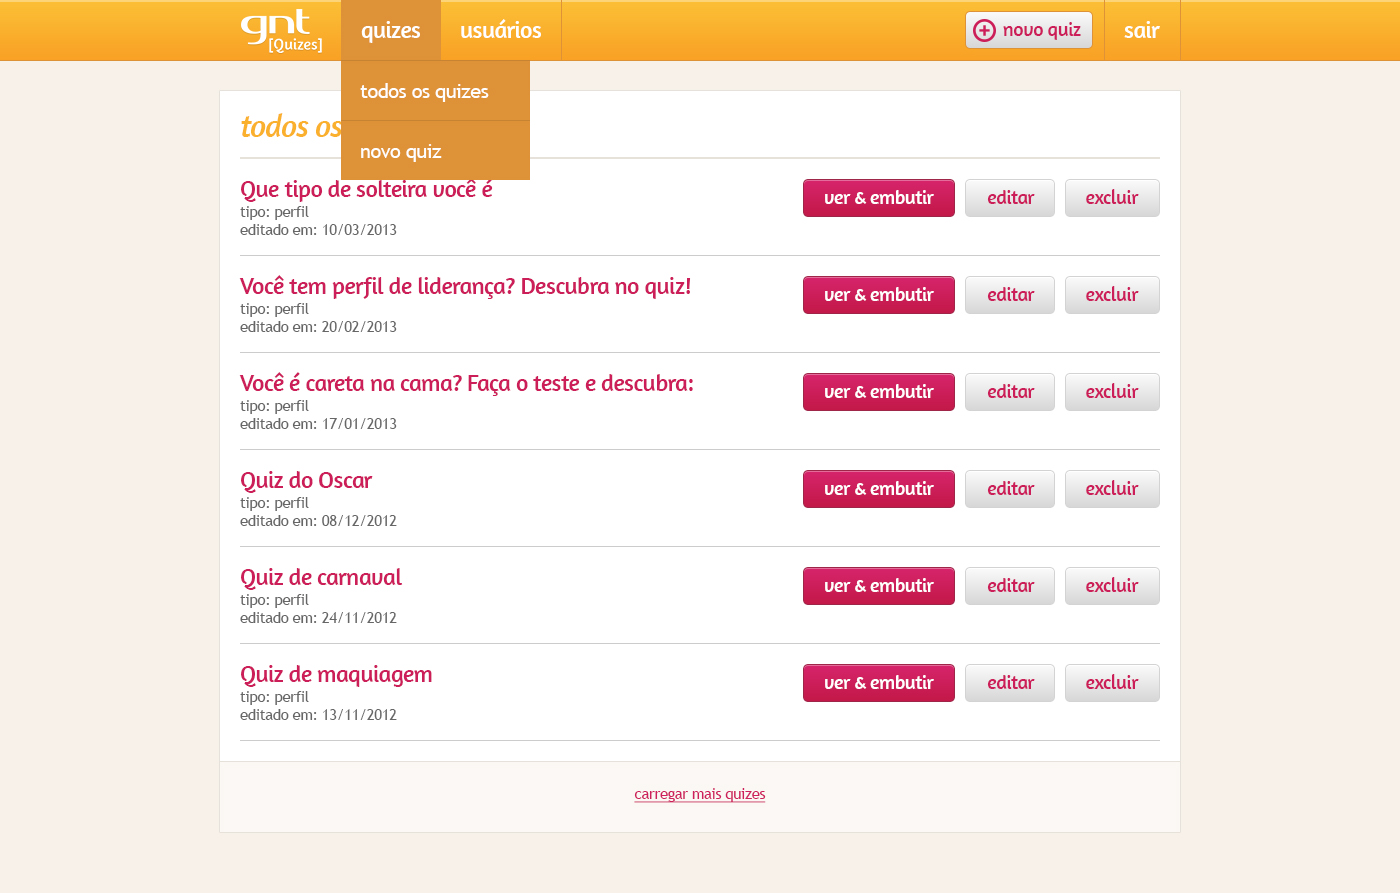 gnt
[Quizes]
quizes
usuários
novo quiz
sair
todos os quizes
novo quiz
todos os
Que tipo de solteira você é
tipo: perfil
editado em: 10/03/2013
ver & embutir
editar
excluir
Você tem perfil de liderança? Descubra no quiz!
tipo: perfil
editado em: 20/02/2013
ver & embutir
editar
excluir
Você é careta na cama? Faça o teste e descubra:
tipo: perfil
editado em: 17/01/2013
ver & embutir
editar
excluir
Quiz do Oscar
tipo: perfil
editado em: 08/12/2012
ver & embutir
editar
excluir
Quiz de carnaval
tipo: perfil
editado em: 24/11/2012
ver & embutir
editar
excluir
Quiz de maquiagem
tipo: perfil
editado em: 13/11/2012
ver & embutir
editar
excluir
carregar mais quizes